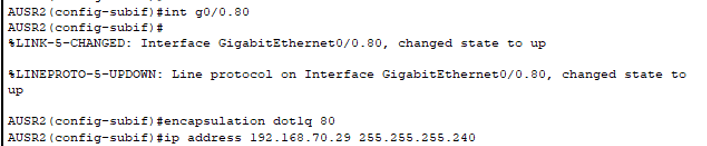 AUSR2(config-subif)#int g0/0.80
AUSR2(config-subif)#
%LINK-5-CHANGED: Interface GigabitEthernet0/0.80, changed state to up
%LINEPROTO-5-UPDOWN: Line protocol on Interface GigabitEthernet0/0.80, changed state to
up
AUSR2(config-subif)#encapsulation dot1q 80
AUSR2(config-subif)#ip address 192.168.70.29 255.255.255.240